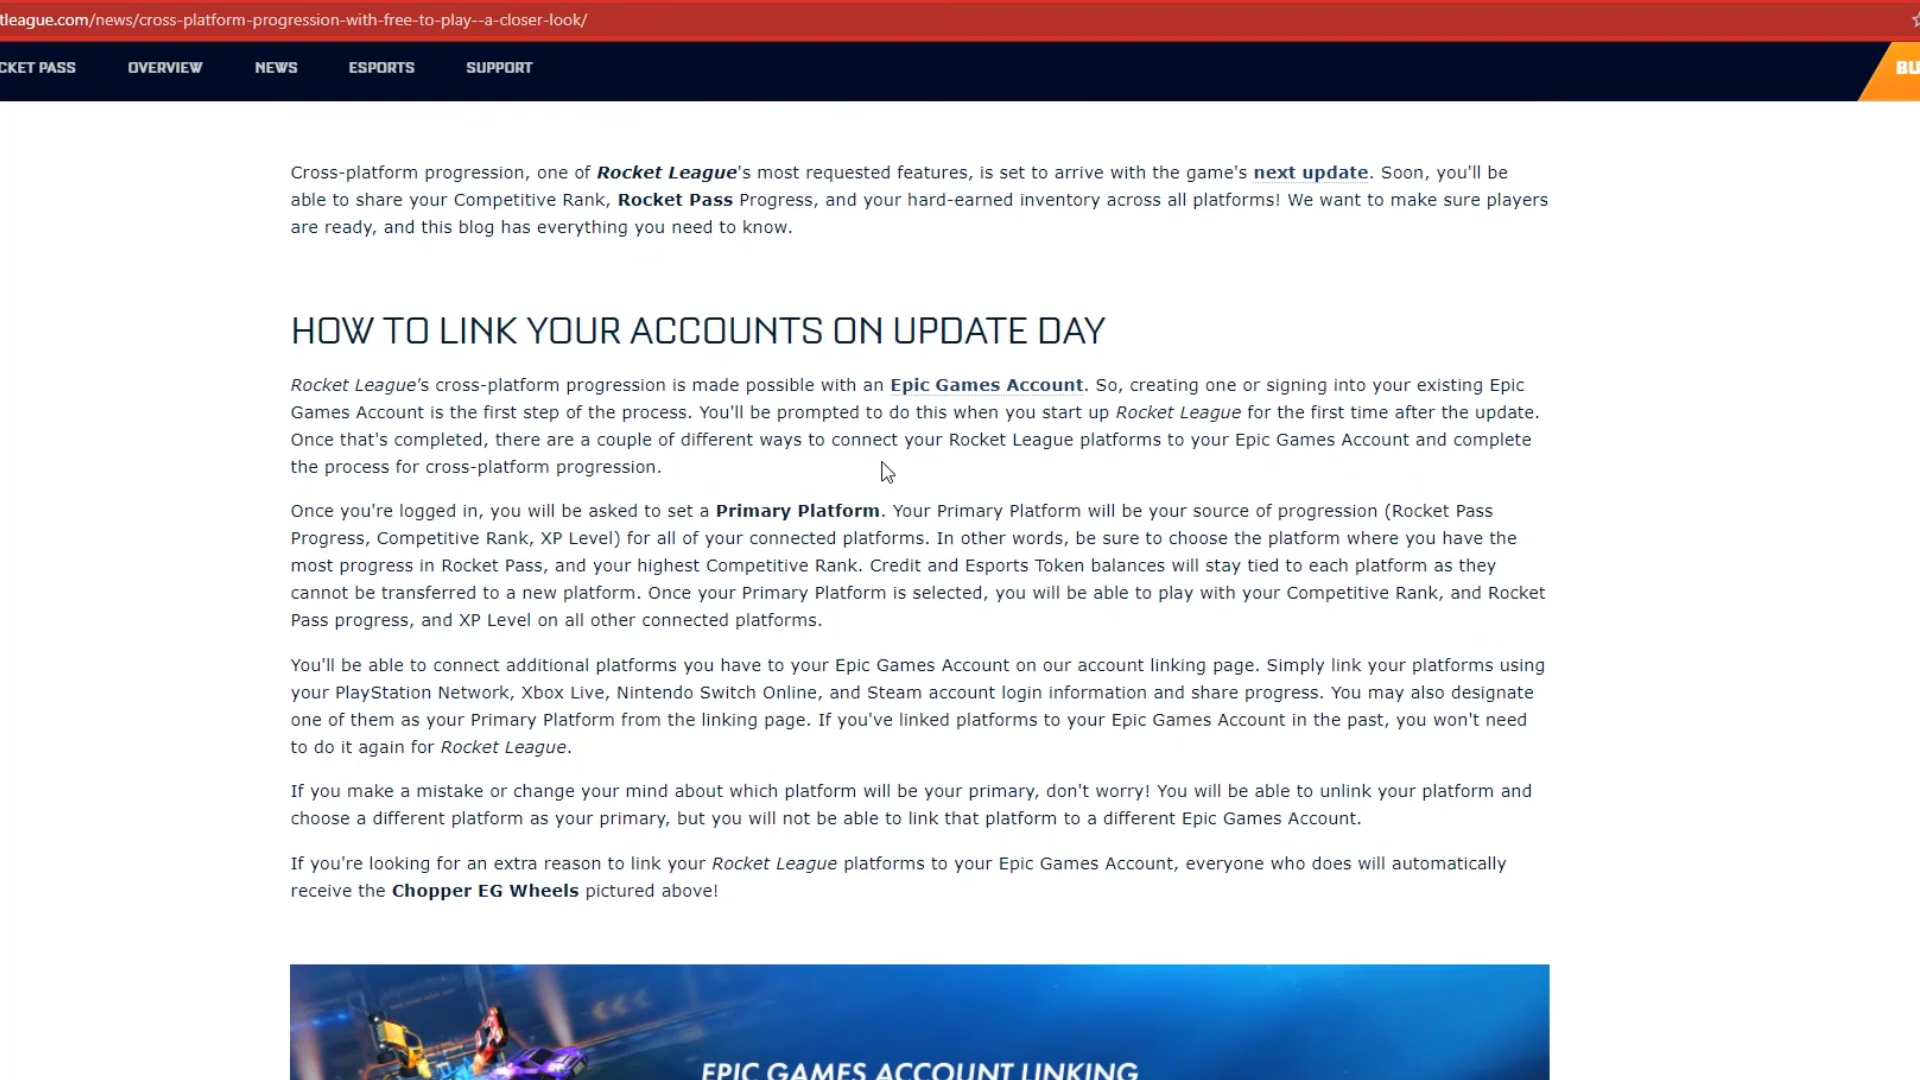 tleague.com/news/cross-platform-progression-with-free-to-play--a-closer-look/
CKET PASS OVERVIEW NEWS ESPORTS SUPPORT BU
Cross-platform progression, one of Rocket League's most requested features, is set to arrive with the game's next update. Soon, you'll be
able to share your Competitive Rank, Rocket Pass Progress, and your hard-earned inventory across all platforms! We want to make sure players
are ready, and this blog has everything you need to know.
HOW TO LINK YOUR ACCOUNTS ON UPDATE DAY
Rocket League's cross-platform progression is made possible with an Epic Games Account. So, creating one or signing into your existing Epic
Games Account is the first step of the process. You'll be prompted to do this when you start up Rocket League for the first time after the update.
Once that's completed, there are a couple of different ways to connect your Rocket League platforms to your Epic Games Account and complete
the process for cross-platform progression.
Once you're logged in, you will be asked to set a Primary Platform. Your Primary Platform will be your source of progression (Rocket Pass
Progress, Competitive Rank, XP Level) for all of your connected platforms. In other words, be sure to choose the platform where you have the
most progress in Rocket Pass, and your highest Competitive Rank. Credit and Esports Token balances will stay tied to each platform as they
cannot be transferred to a new platform. Once your Primary Platform is selected, you will be able to play with your Competitive Rank, and Rocket
Pass progress, and XP Level on all other connected platforms.
You'll be able to connect additional platforms you have to your Epic Games Account on our account linking page. Simply link your platforms using
your PlayStation Network, Xbox Live, Nintendo Switch Online, and Steam account login information and share progress. You may also designate
one of them as your Primary Platform from the linking page. If you've linked platforms to your Epic Games Account in the past, you won't need
to do it again for Rocket League.
If you make a mistake or change your mind about which platform will be your primary, don't worry! You will be able to unlink your platform and
choose a different platform as your primary, but you will not be able to link that platform to a different Epic Games Account.
If you're looking for an extra reason to link your Rocket League platforms to your Epic Games Account, everyone who does will automatically
receive the Chopper EG Wheels pictured above!
EPIC GAMES ACCOUNT LINKING